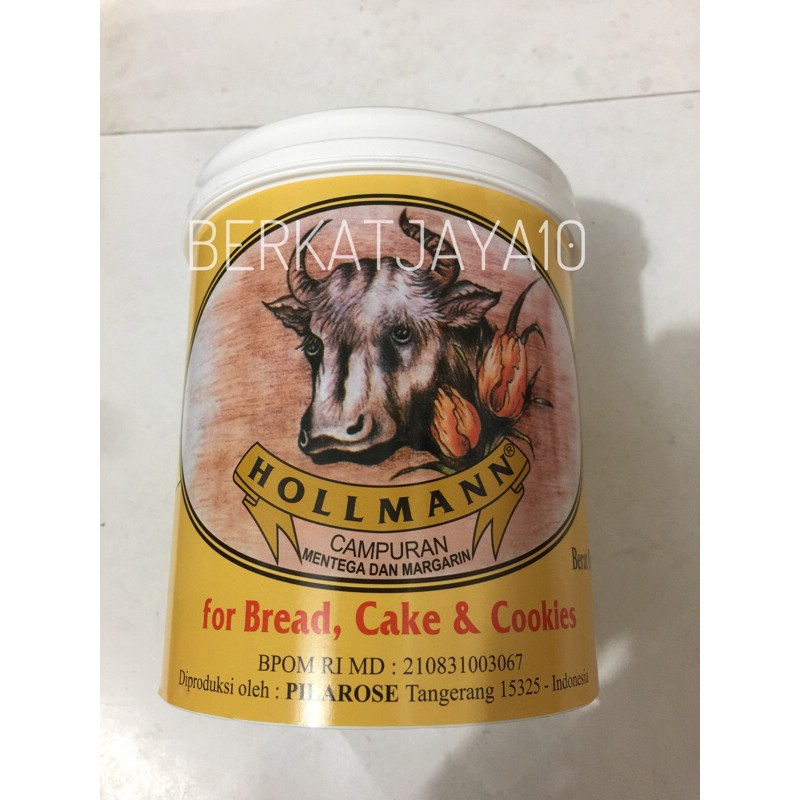 BERKATJAYA10
HOLLMANN®
CAMPURAN
MENTEGA DAN MARGARIN
for Bread, Cake & Cookies
BPOM RI MD : 210831003067
Diproduksi oleh : PILAROSE Tangerang 15325 - Indonesia